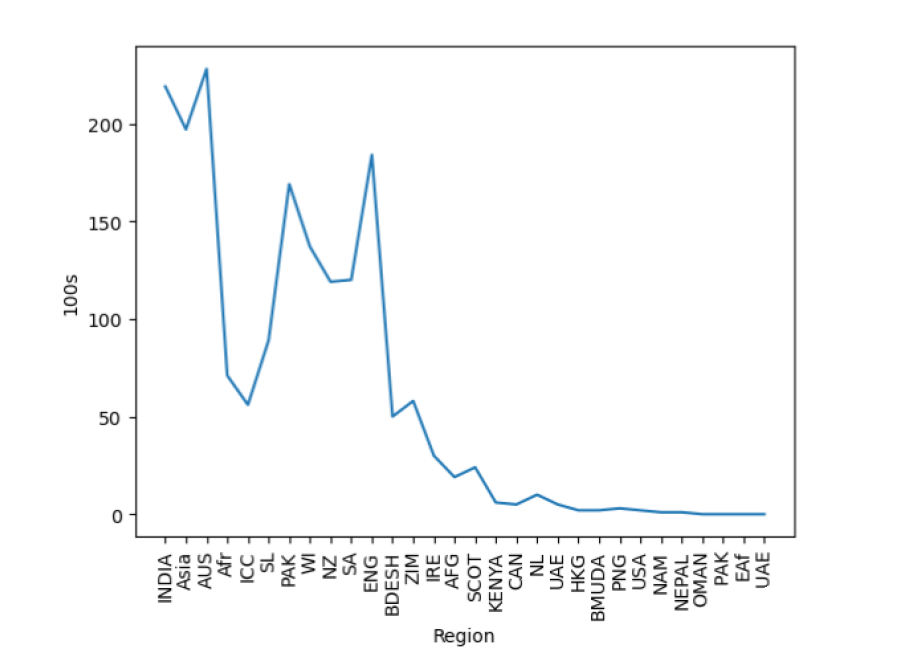 200
150
100
50
0
100s
INDIA
Asia
AUS
Afr
ICC
SL
PAK
WI
NZ
SA
ENG
BDESH
ZIM
IRE
AFG
SCOT
KENYA
CAN
NL
UAE
HKG
BMUDA
PNG
USA
NAM
NEPAL
OMAN
PAK
EAf
UAE
Region